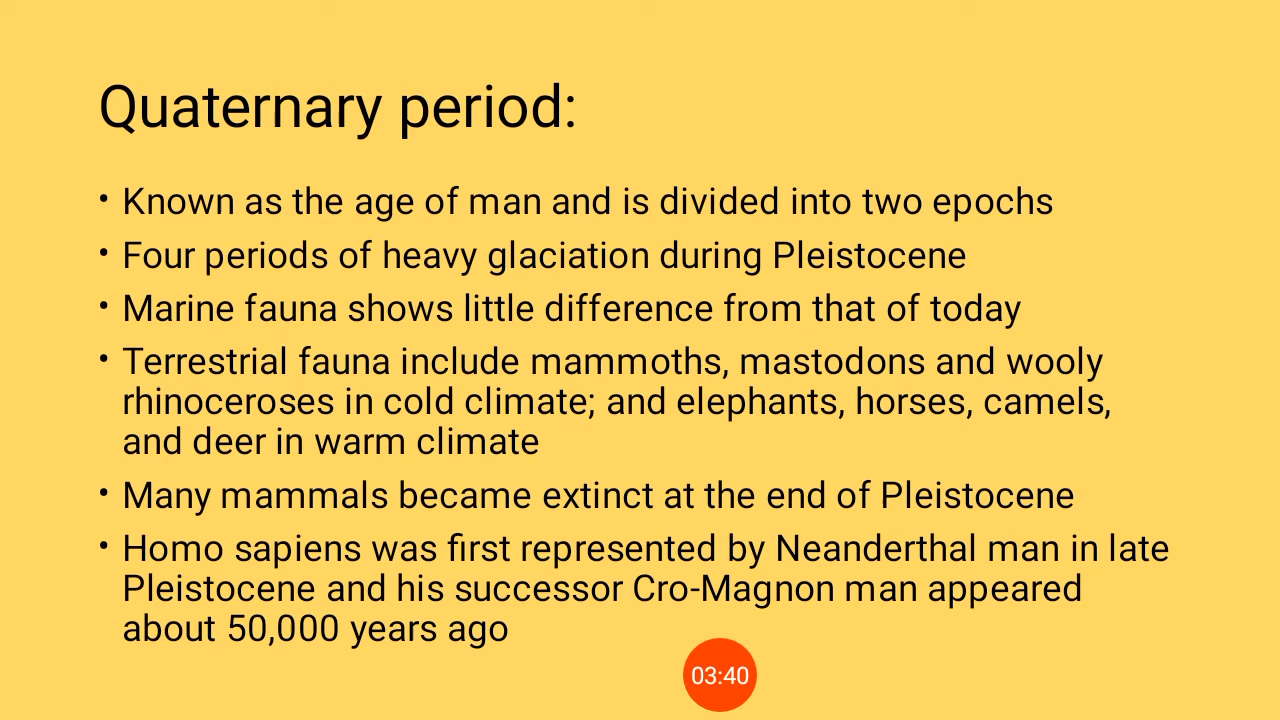 Quaternary period:
• Known as the age of man and is divided into two epochs
• Four periods of heavy glaciation during Pleistocene
• Marine fauna shows little difference from that of today
• Terrestrial fauna include mammoths, mastodons and wooly
rhinoceroses in cold climate; and elephants, horses, camels,
and deer in warm climate
• Many mammals became extinct at the end of Pleistocene
• Homo sapiens was first represented by Neanderthal man in late
Pleistocene and his successor Cro-Magnon man appeared
about 50,000 years ago
03:40